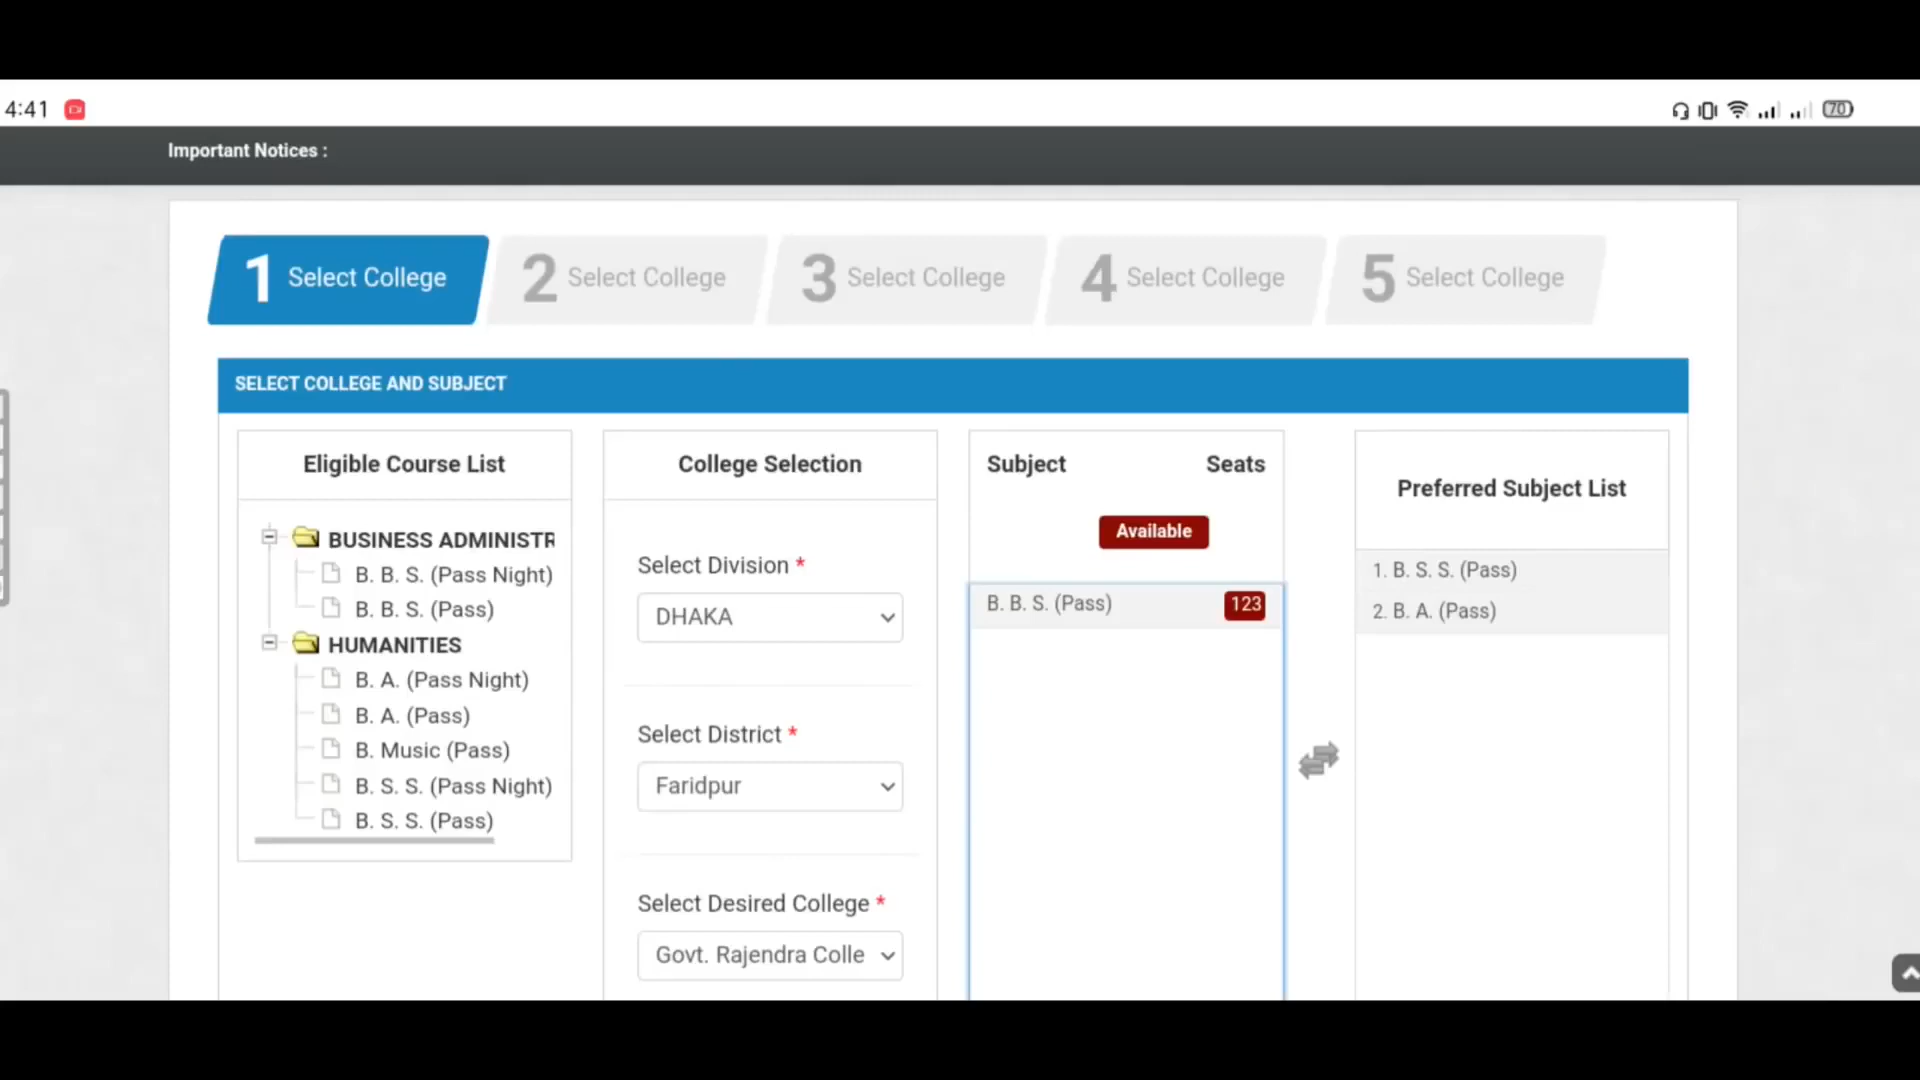 4:41
70
Important Notices :
1 Select College
2 Select College
3 Select College
4 Select College
5 Select College
SELECT COLLEGE AND SUBJECT
Eligible Course List
BUSINESS ADMINISTR
B. B. S. (Pass Night)
B. B. S. (Pass)
HUMANITIES
B. A. (Pass Night)
B. A. (Pass)
B. Music (Pass)
B. S. S. (Pass Night)
B. S. S. (Pass)
College Selection
Select Division *
DHAKA
Select District *
Faridpur
Select Desired College *
Govt. Rajendra Colle
Subject Seats
Available
B. B. S. (Pass) 123
Preferred Subject List
1. B. S. S. (Pass)
2. B. A. (Pass)